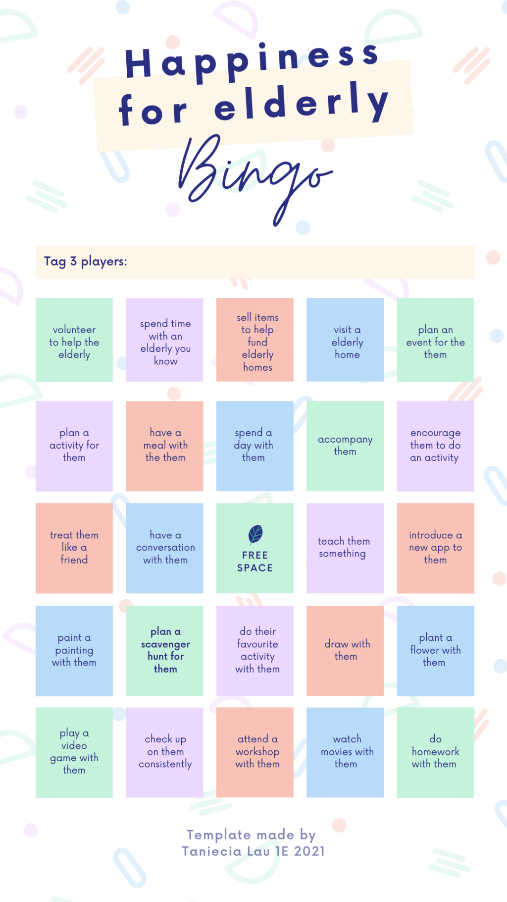 Happiness
for elderly
Bingo
Tag 3 players:
volunteer
to help the
elderly
spend time
with an
elderly you
know
sell items
to help
fund
elderly
homes
visit a
elderly
home
plan an
event for the
them
plan a
activity for
them
have a
meal with
the them
spend a
day with
them
accompany
them
encourage
them to do
an activity
treat them
like a
friend
have a
conversation
with them
FREE
SPACE
teach them
something
introduce a
new app to
them
paint a
painting
with them
plan a
scavenger
hunt for
them
do their
favourite
activity
with them
draw with
them
plant a
flower with
them
play a
video
game with
them
check up
on them
consistently
attend a
workshop
with them
watch
movies with
them
do
homework
with them
Template made by
Taniecia Lau 1E 2021